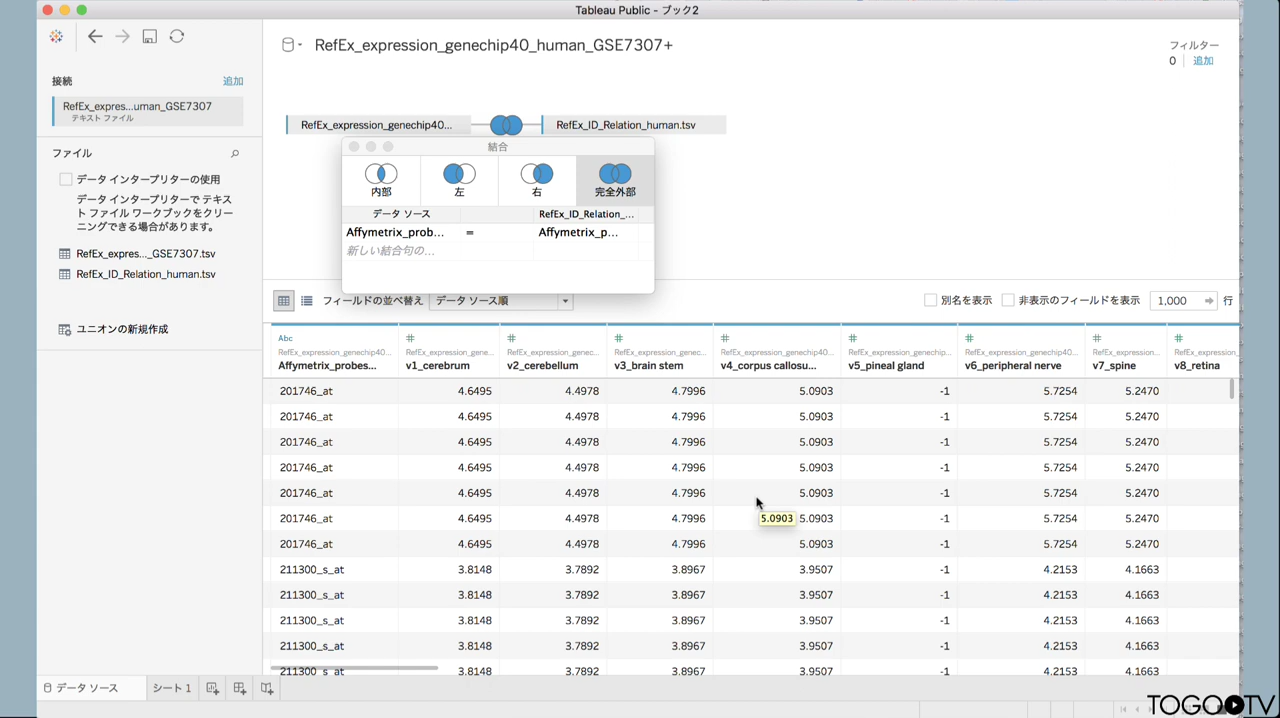 Tableau Public - ブック2
接続
追加
RefEx_expres...uman_GSE7307
テキスト ファイル
ファイル
データ インタープリターの使用
データ インタープリターで テキ
スト ファイル ワークブックをクリー
ニングできる場合があります。
RefEx_expres..._GSE7307.tsv
RefEx_ID_Relation_human.tsv
ユニオンの新規作成
RefEx_expression_genechip40_human_GSE7307+
フィルター
0 追加
RefEx_expression_genechip40...
RefEx_ID_Relation_human.tsv
結合
内部 左 右 完全外部
データ ソース RefEx_ID_Relation_...
Affymetrix_prob... = Affymetrix_p...
新しい結合句の...
フィールドの並べ替え データ ソース順 別名を表示 非表示のフィールドを表示 1,000 行
Abc
RefEx_expression_genechip40... RefEx_expression_gene... RefEx_expression_genec... RefEx_expression_genec... RefEx_expression_genechip40... RefEx_expression_genechip... RefEx_expression_genechip40... RefEx_expression_... RefEx_expression_
Affymetrix_probes... v1_cerebrum v2_cerebellum v3_brain stem v4_corpus callosu... v5_pineal gland v6_peripheral nerve v7_spine v8_retina
201746_at 4.6495 4.4978 4.7996 5.0903 -1 5.7254 5.2470
201746_at 4.6495 4.4978 4.7996 5.0903 -1 5.7254 5.2470
201746_at 4.6495 4.4978 4.7996 5.0903 -1 5.7254 5.2470
201746_at 4.6495 4.4978 4.7996 5.0903 -1 5.7254 5.2470
201746_at 4.6495 4.4978 4.7996 5.0903 -1 5.7254 5.2470
201746_at 4.6495 4.4978 4.7996 5.0903 5.0903 -1 5.7254 5.2470
201746_at 4.6495 4.4978 4.7996 5.0903 -1 5.7254 5.2470
211300_s_at 3.8148 3.7892 3.8967 3.9507 -1 4.2153 4.1663
211300_s_at 3.8148 3.7892 3.8967 3.9507 -1 4.2153 4.1663
211300_s_at 3.8148 3.7892 3.8967 3.9507 -1 4.2153 4.1663
211300_s_at 3.8148 3.7892 3.8967 3.9507 -1 4.2153 4.1663
211300_s_at 3.8148 3.7892 3.8967 3.9507 -1 4.2153 4.1663
データ ソース シート 1
TOGOTV